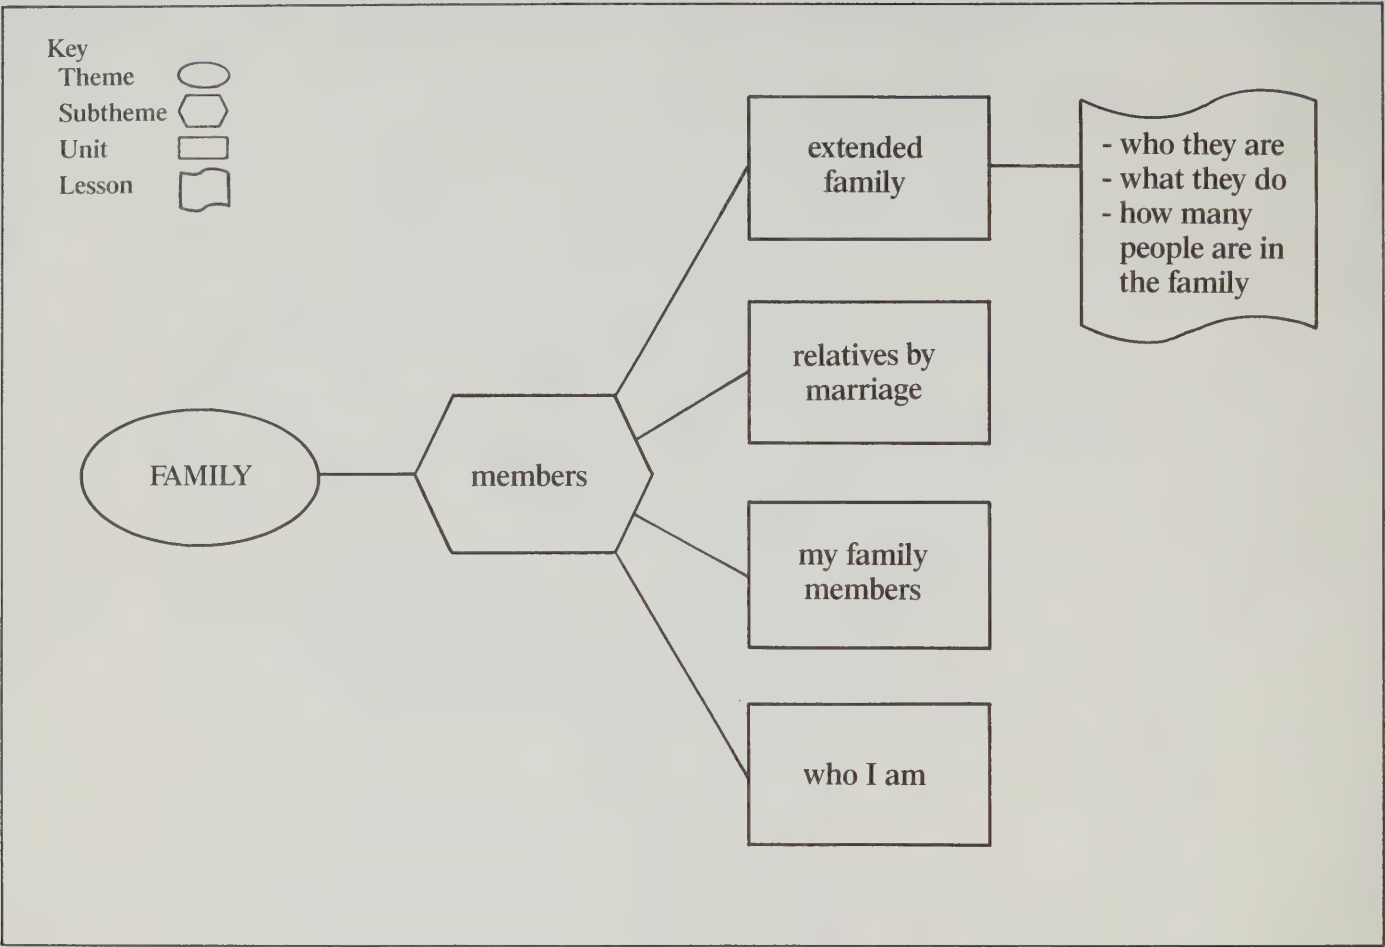 Key
Theme
Subtheme
Unit
Lesson
extended
family
- who they are
- what they do
- how many
people are in
the family
relatives by
marriage
FAMILY
members
my family
members
who I am